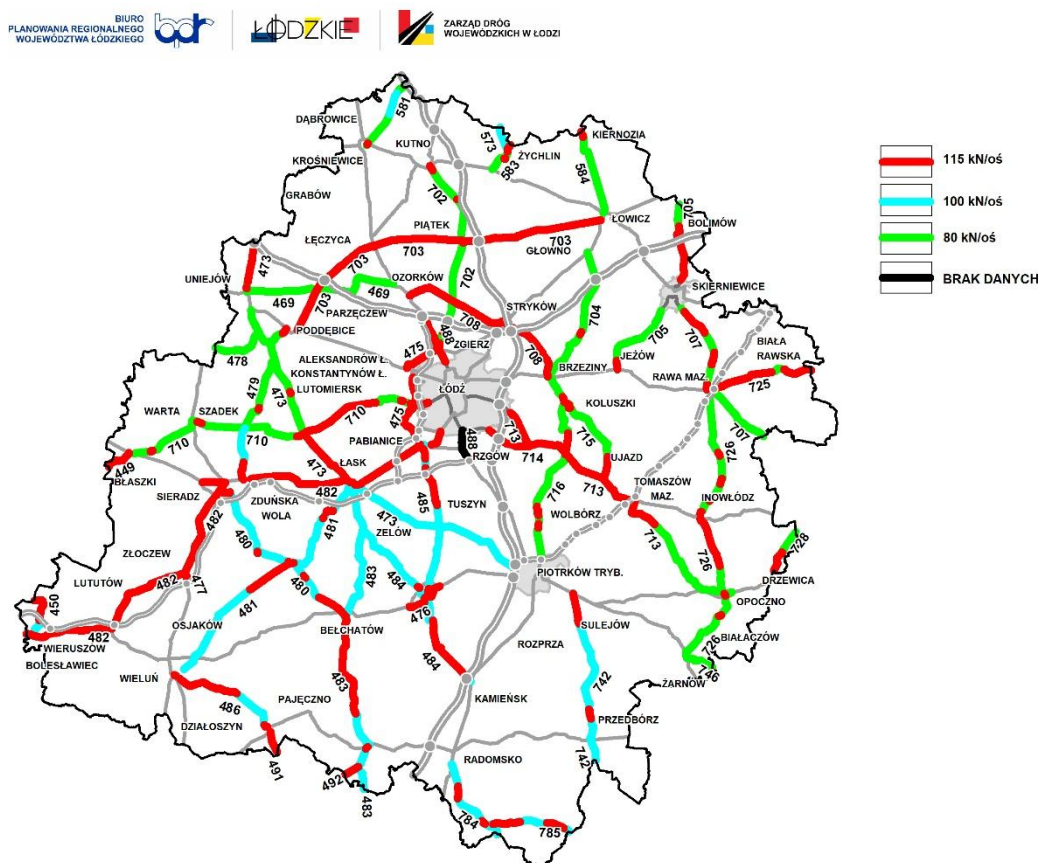 BIURO
PLANOWANIA REGIONALNEGO
WOJEWÓDZTWA ŁÓDZKIEGO
bpr
ŁÓDZKIE
ZARZĄD DRÓG
WOJEWÓDZKICH W ŁODZI
115 kN/oś
100 kN/oś
80 kN/oś
BRAK DANYCH
DĄBROWICE
581
KUTNO
573
KIERNOZIA
KROŚNIEWICE
ŻYCHLIN
583
584
GRABÓW
702
705
PIĄTEK
ŁOWICZ
BOLIMÓW
ŁĘCZYCA
703
703
703
GŁOWNO
473
UNIEJÓW
OZORKÓW
702
469
469
703
SKIERNIEWICE
PARZĘCZEW
STRYKÓW
708
704
PODDĘBICE
488
ZGIERZ
708
705
707
BIAŁA
RAWSKA
478
475
ALEKSANDRÓW Ł.
JEŻÓW
KONSTANTYNÓW Ł.
BRZEZINY
RAWA MAZ.
725
479
LUTOMIERSK
ŁÓDŹ
473
WARTA
SZADEK
710
475
KOLUSZKI
707
710
710
PABIANICE
488
713
715
726
449
ŁASK
RZGÓW
714
UJAZD
BŁASZKI
473
SIERADZ
482
485
713
TOMASZÓW
MAZ.
ZDUŃSKA
WOLA
TUSZYN
716
INOWŁÓDZ
482
481
473
WOLBÓRZ
480
ZELÓW
713
728
ZŁOCZEW
483
484
726
LUTUTÓW
482
477
480
PIOTRKÓW TRYB.
DRZEWICA
450
481
476
OPOCZNO
OSJAKÓW
BEŁCHATÓW
SULEJÓW
482
BIAŁACZÓW
WIERUSZÓW
ROZPRZA
726
BOLESŁAWIEC
484
746
WIELUŃ
742
ŻARNÓW
483
486
PAJĘCZNO
KAMIEŃSK
DZIAŁOSZYN
PRZEDBÓRZ
491
742
RADOMSKO
492
483
784
785